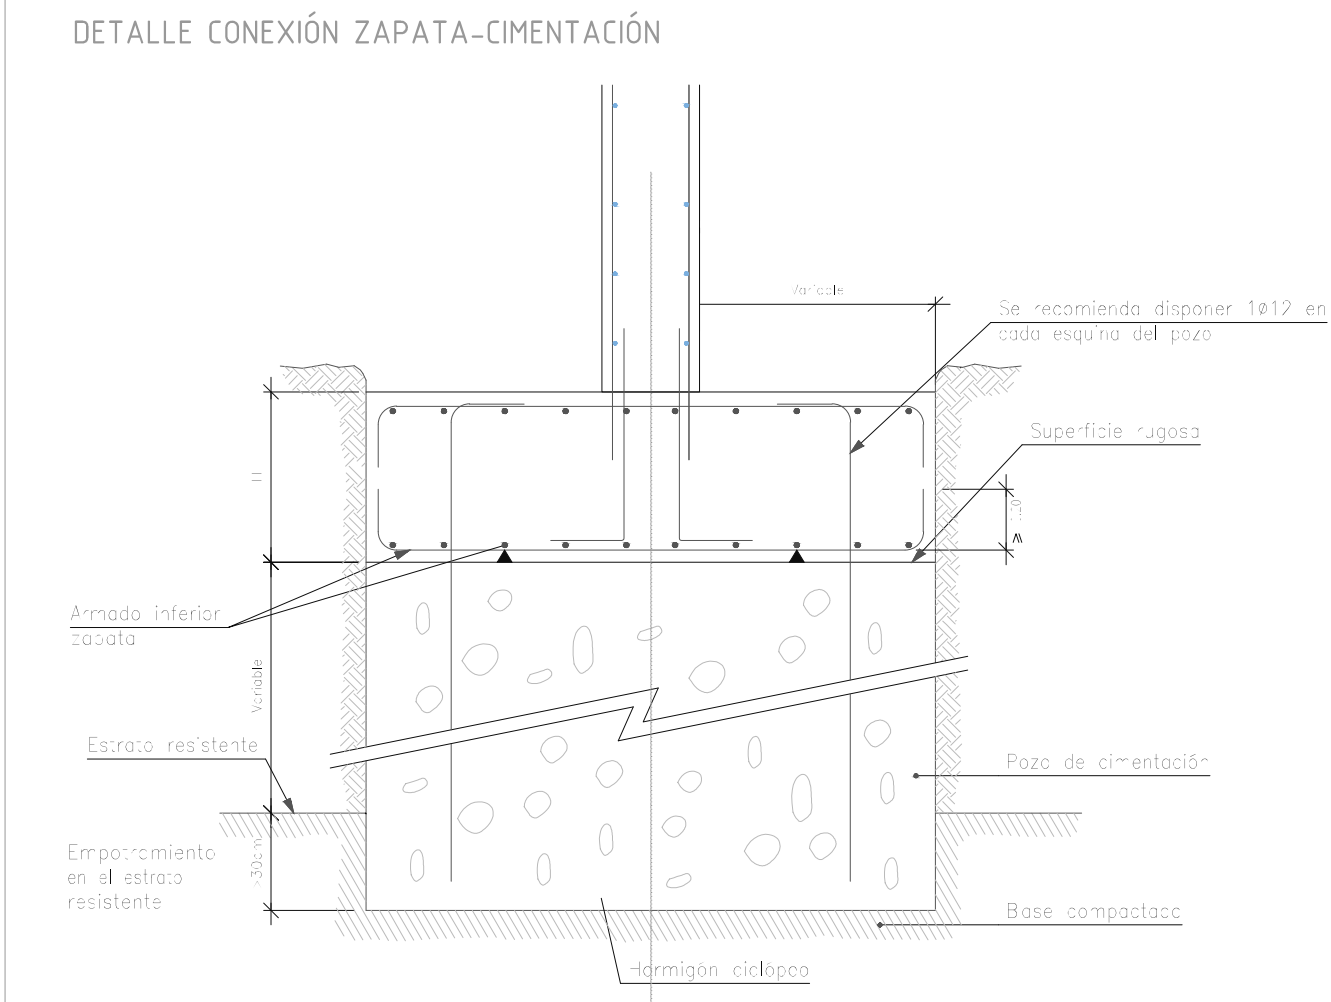 DETALLE CONEXIÓN ZAPATA-CIMENTACIÓN
Variable
Se recomienda disponer 1Ø12 en
cada esquina del pozo
Superficie rugosa
H
Armado inferior
zapata
Variable
Estrato resistente
Pozo de cimentación
Empotramiento
en el estrato
resistente
>30cm
Base compactada
Hormigón ciclópeo